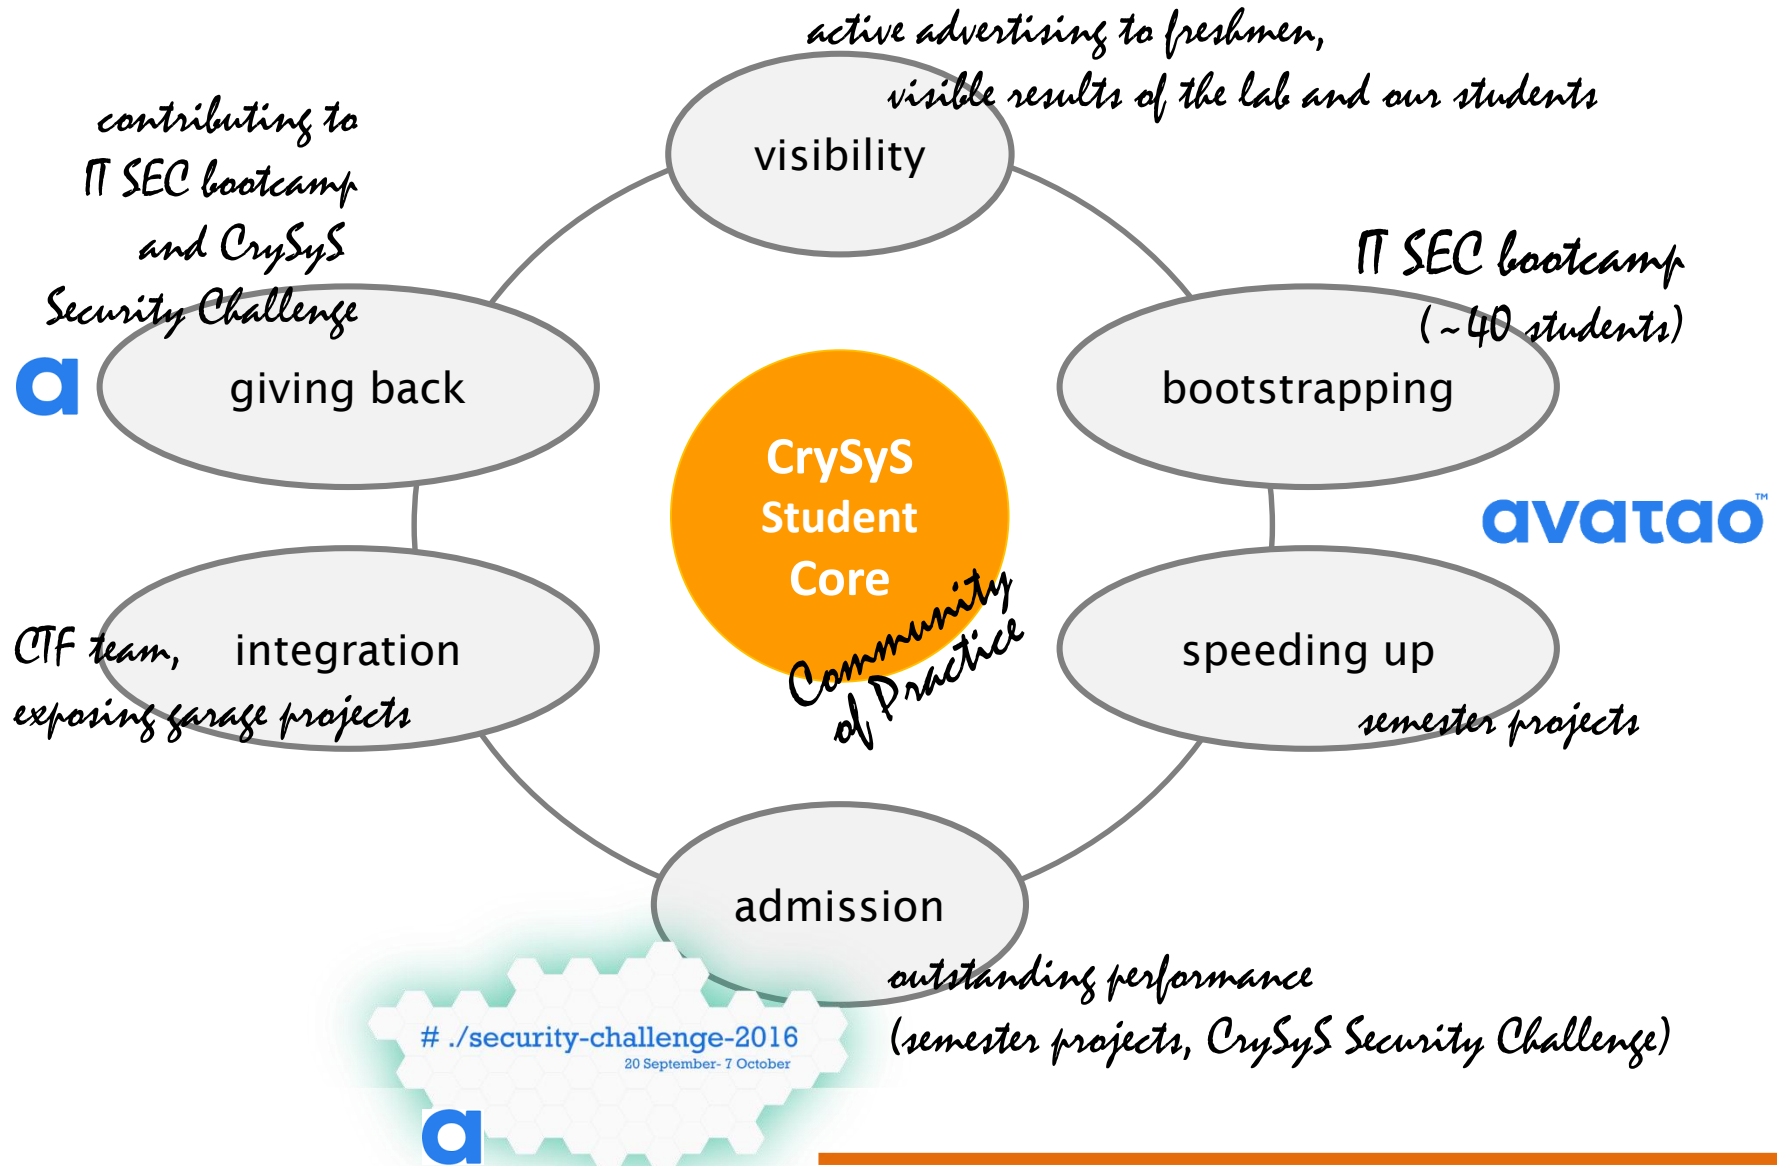 active advertising to freshmen,
visible results of the lab and our students
visibility
contributing to
IT SEC bootcamp
and CrySyS
Security Challenge
giving back
a
IT SEC bootcamp
(~40 students)
bootstrapping
avatao™
CrySyS
Student
Core
Community
of Practice
CTF team,
exposing garage projects
integration
speeding up
semester projects
admission
outstanding performance
(semester projects, CrySyS Security Challenge)
# ./security-challenge-2016
20 September- 7 October
a